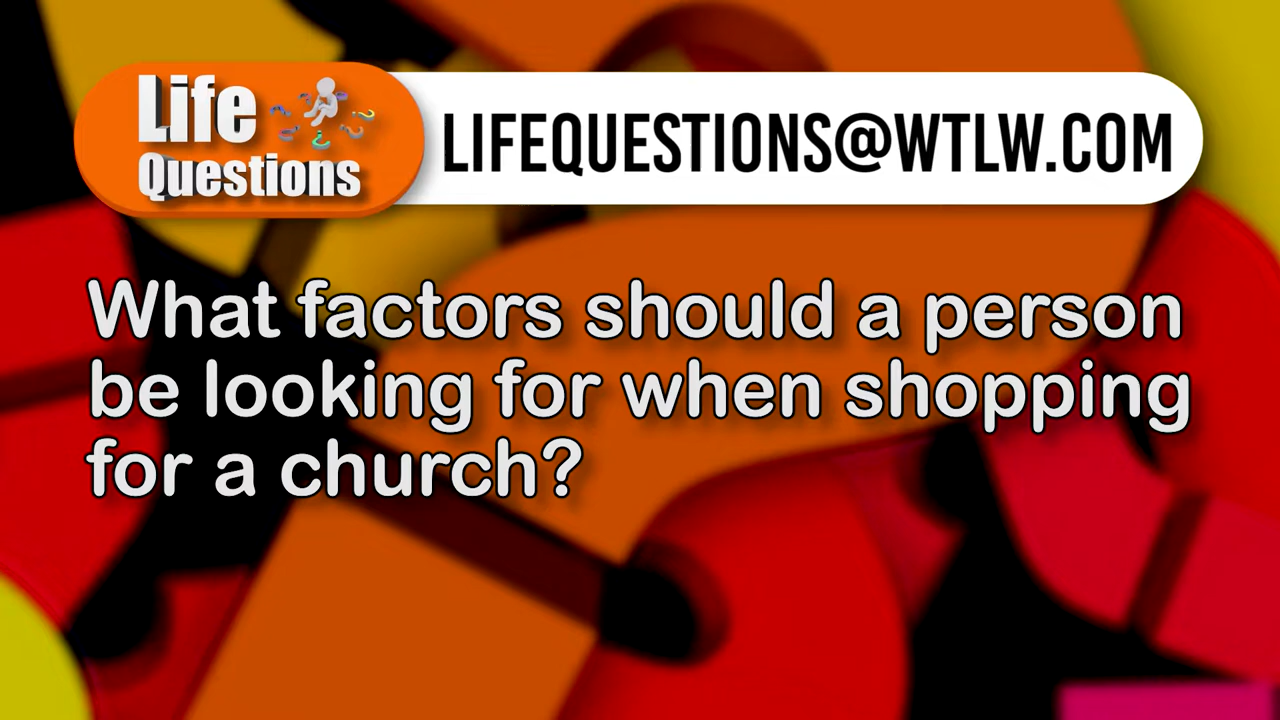 Life
Questions
LIFEQUESTIONS@WTLW.COM
What factors should a person
be looking for when shopping
for a church?